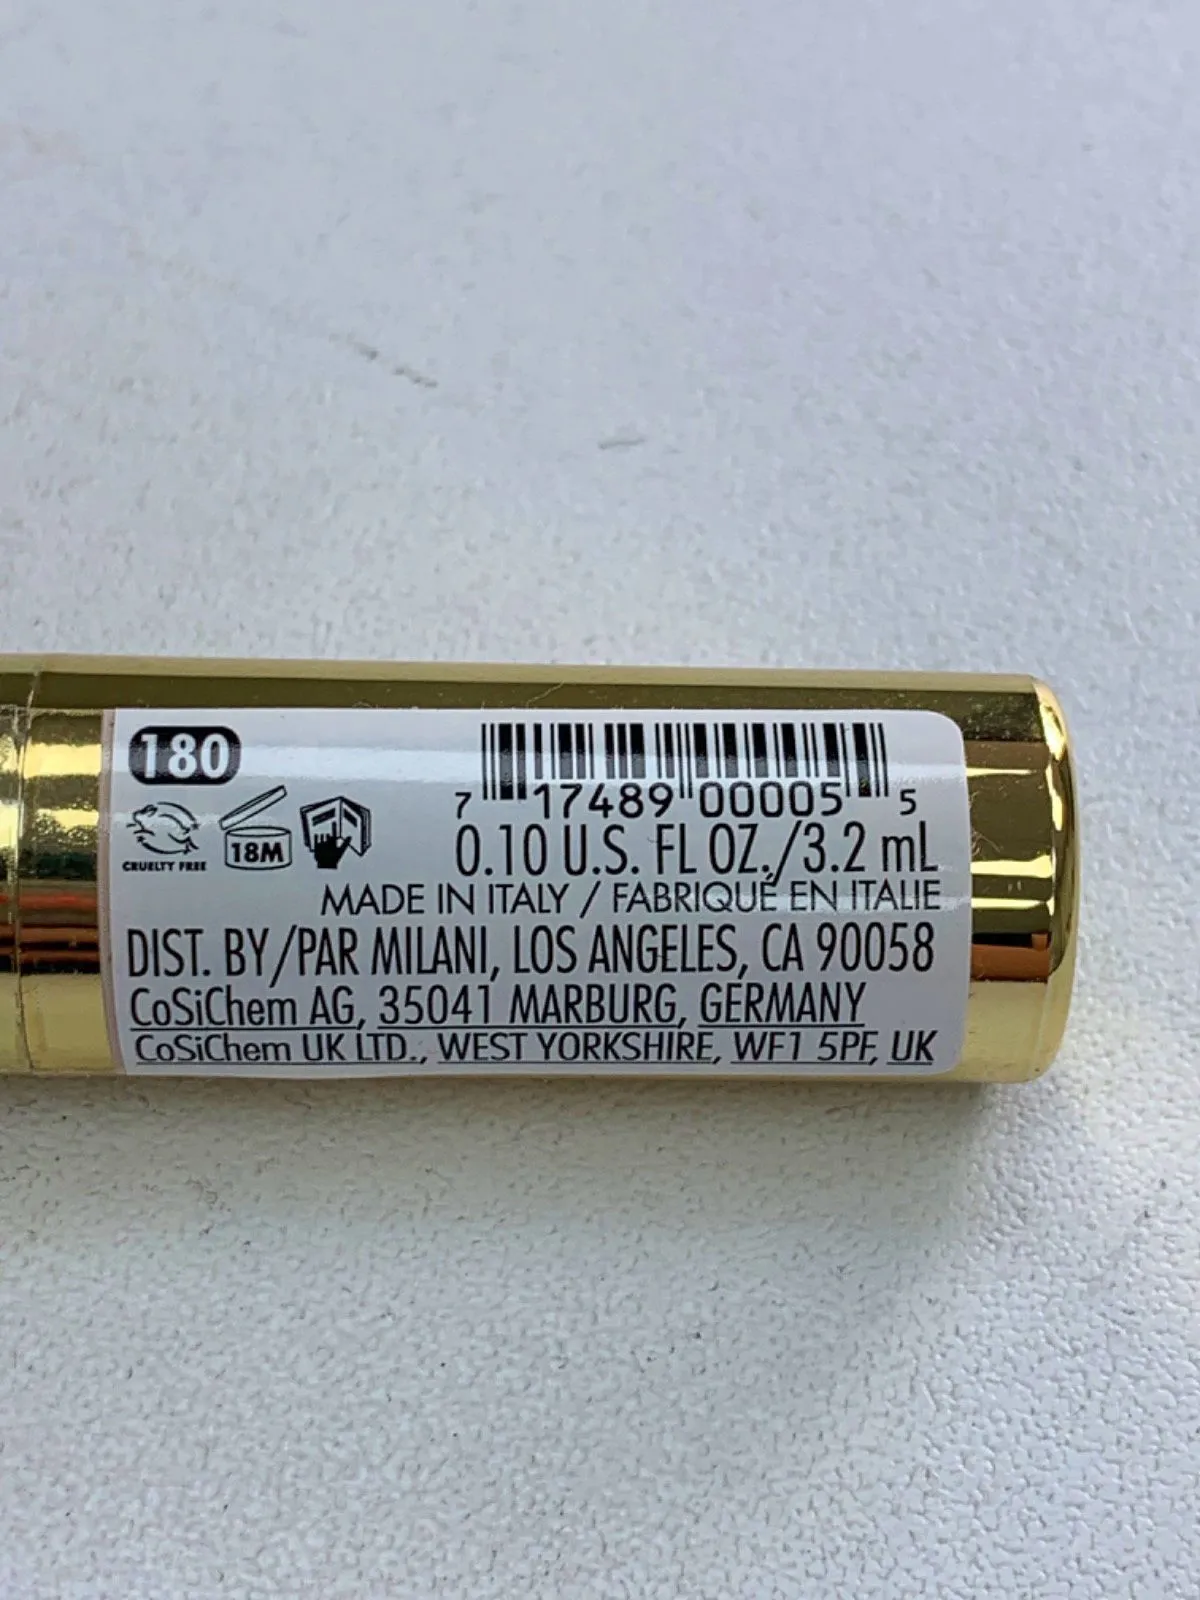 180
7 17489 00005 5
CRUELTY FREE
18M
0.10 U.S. FL OZ./3.2 mL
MADE IN ITALY / FABRIQUÉ EN ITALIE
DIST. BY/PAR MILANI, LOS ANGELES, CA 90058
CoSiChem AG, 35041 MARBURG, GERMANY
CoSiChem UK LTD., WEST YORKSHIRE, WF1 5PF, UK